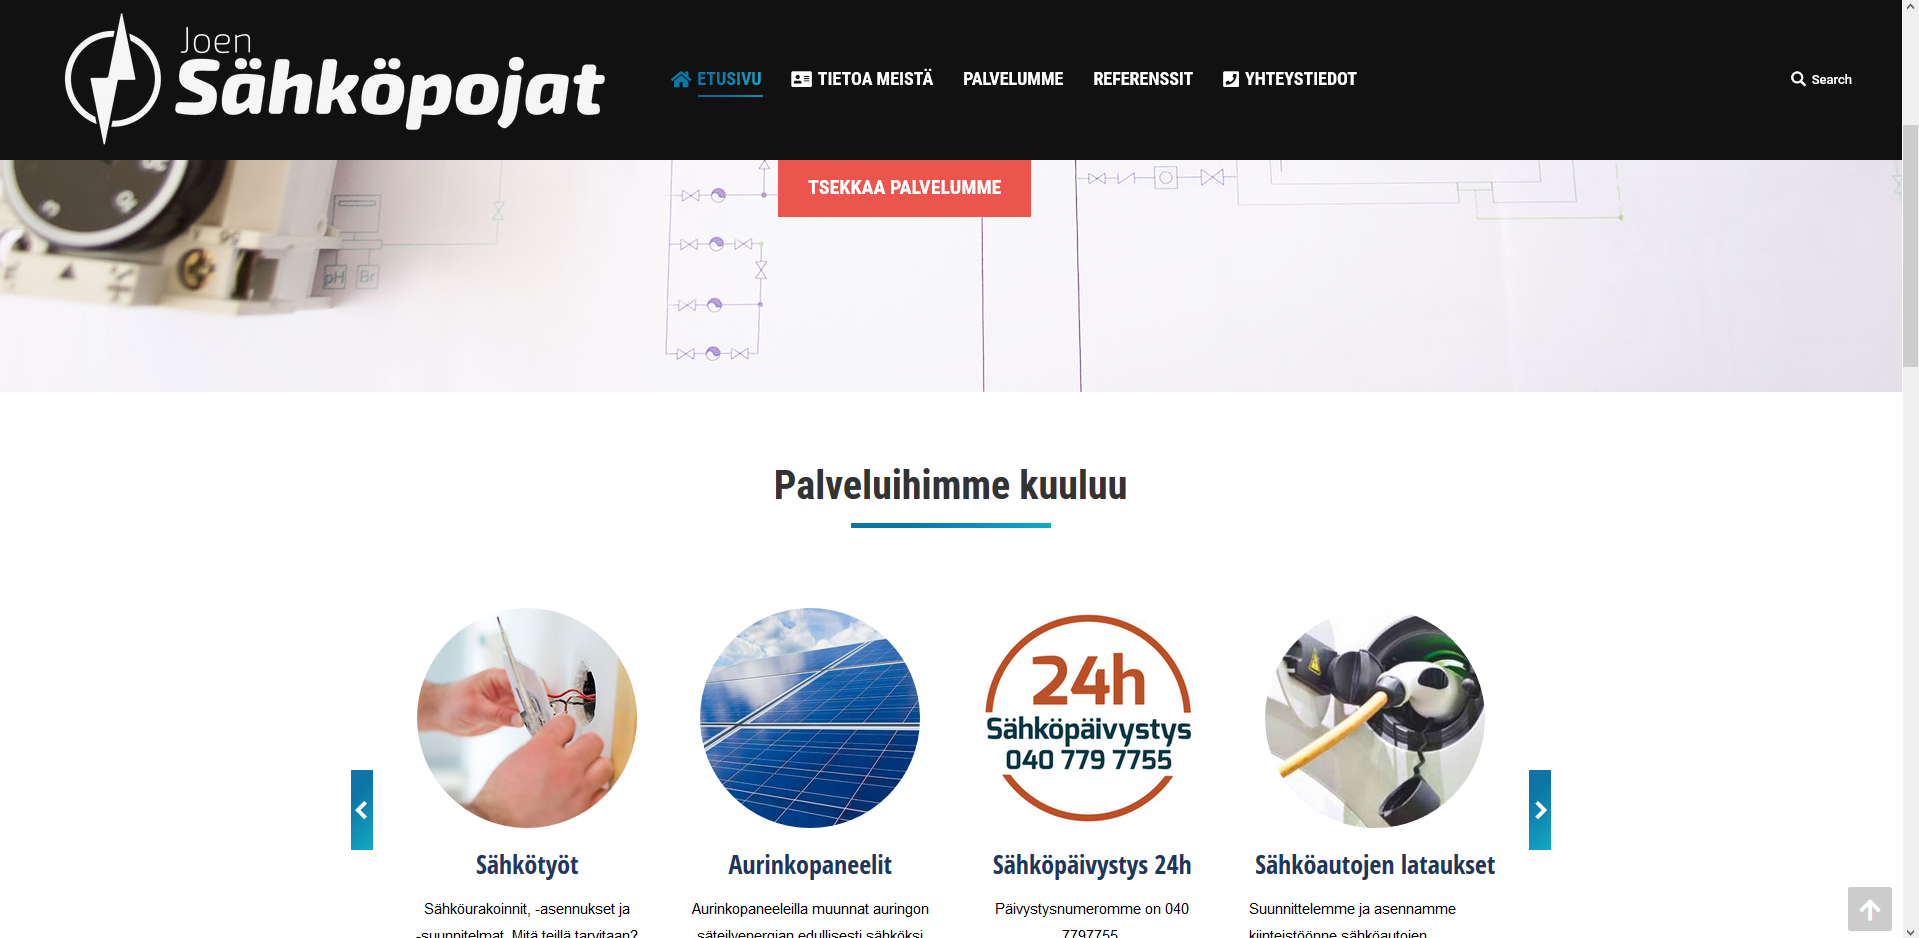 Joen
Sähköpojat
ETUSIVU
TIETOA MEISTÄ
PALVELUMME
REFERENSSIT
YHTEYSTIEDOT
Search
TSEKKAA PALVELUMME
pH Br
Palveluihimme kuuluu
24h
Sähköpäivystys
040 779 7755
Sähkötyöt
Sähköurakoinnit, -asennukset ja
-suunnitelmat. Mitä teillä tarvitaan?
Aurinkopaneelit
Aurinkopaneeleilla muunnat auringon
säteilyenergian edullisesti sähköksi
Sähköpäivystys 24h
Päivystysnumeromme on 040
7797755
Sähköautojen lataukset
Suunnittelemme ja asennamme
kiinteistöönne sähköautojen